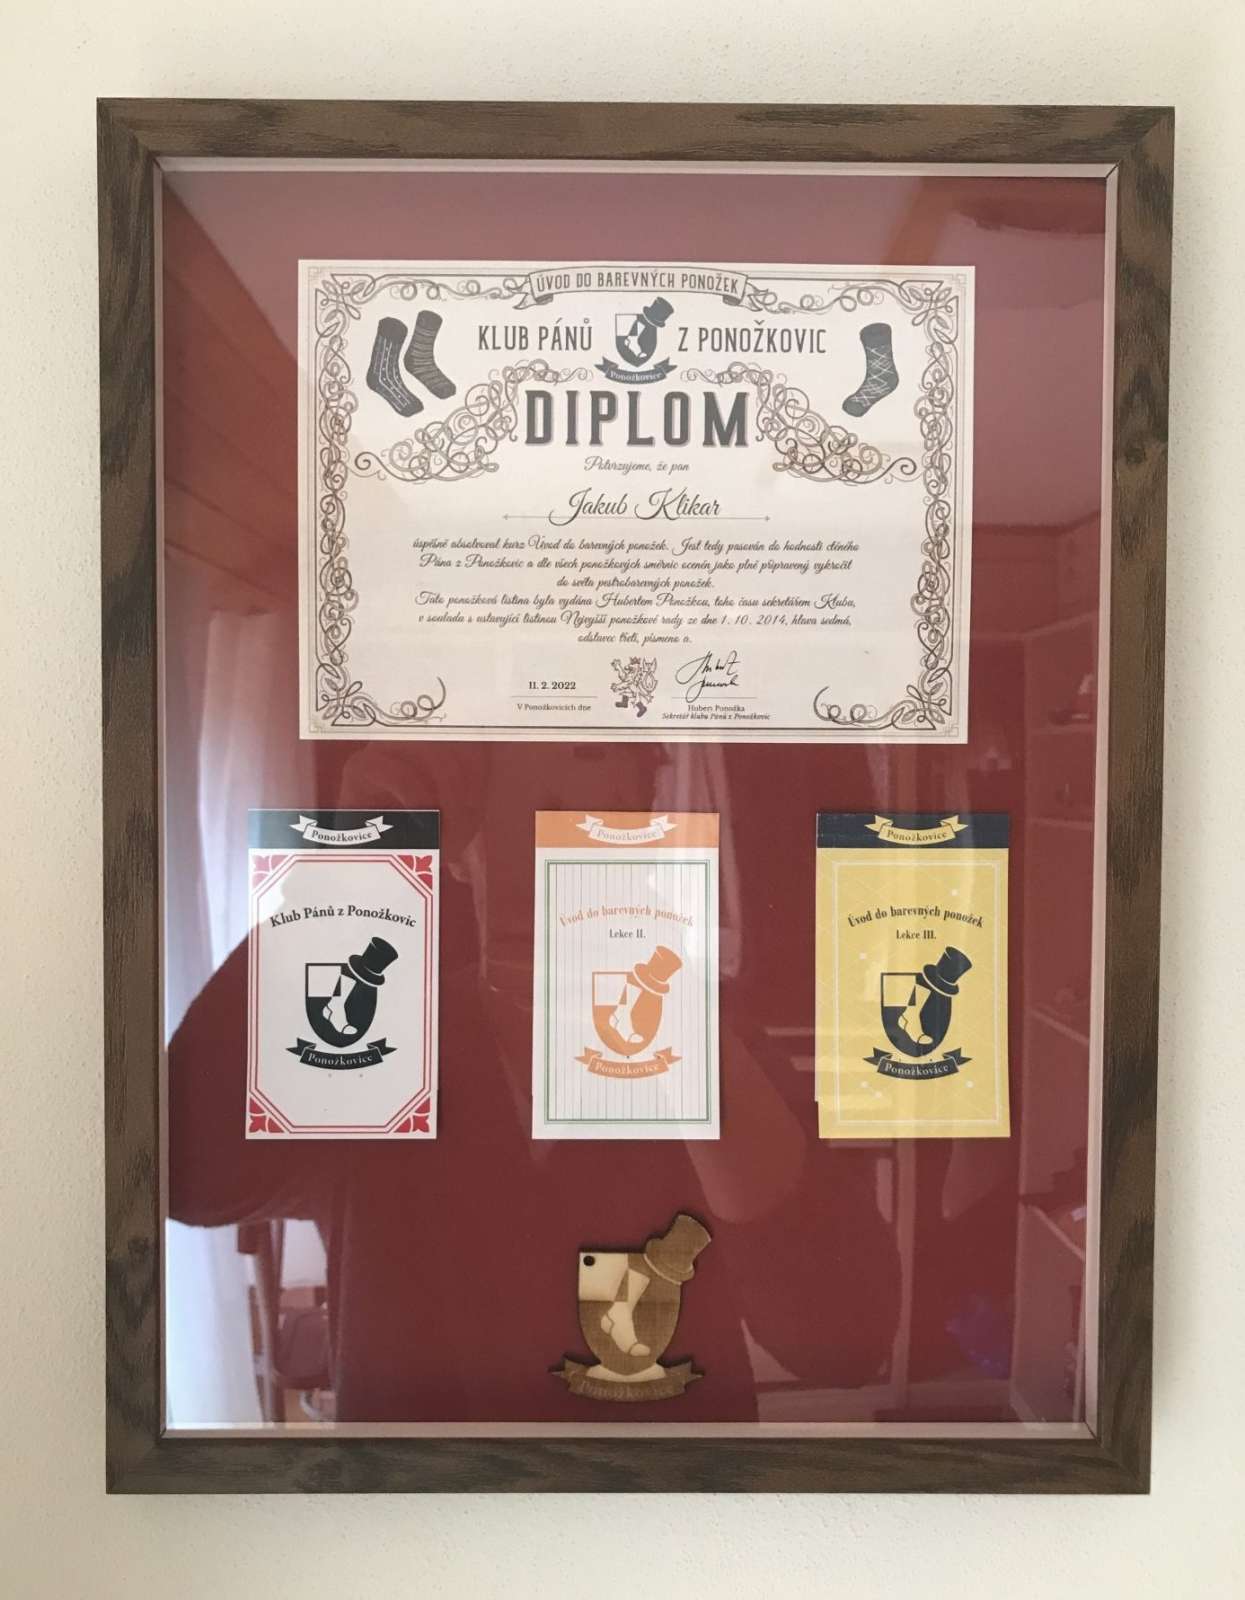 ÚVOD DO BAREVNÝCH PONOŽEK
KLUB PÁNŮ Z PONOŽKOVIC
Ponožkovice
DIPLOM
Potvrzujeme, že pan
Jakub Klikar
úspěšně absolvoval kurz Úvod do barevných ponožek. Jest tedy pasován do hodnosti ctěného
Pána z Ponožkovic a dle všech ponožkových směrnic oceněn jako plně připravený vykročit
do světa pestrobarevných ponožek.
Tato ponožková listina byla vydána Hubertem Ponožkou, toho času sekretářem Klubu,
v souladu s ustavující listinou Nejvyšší ponožkové rady ze dne 1. 10. 2014, hlava sedmá,
odstavec třetí, písmeno a.
11. 2. 2022
V Ponožkovicích dne
Hubert Ponožka
Sekretář klubu Pánů z Ponožkovic
Ponožkovice
Klub Pánů z Ponožkovic
Ponožkovice
Ponožkovice
Úvod do barevných ponožek
Lekce II.
Ponožkovice
Ponožkovice
Úvod do barevných ponožek
Lekce III.
Ponožkovice
Ponožkovice